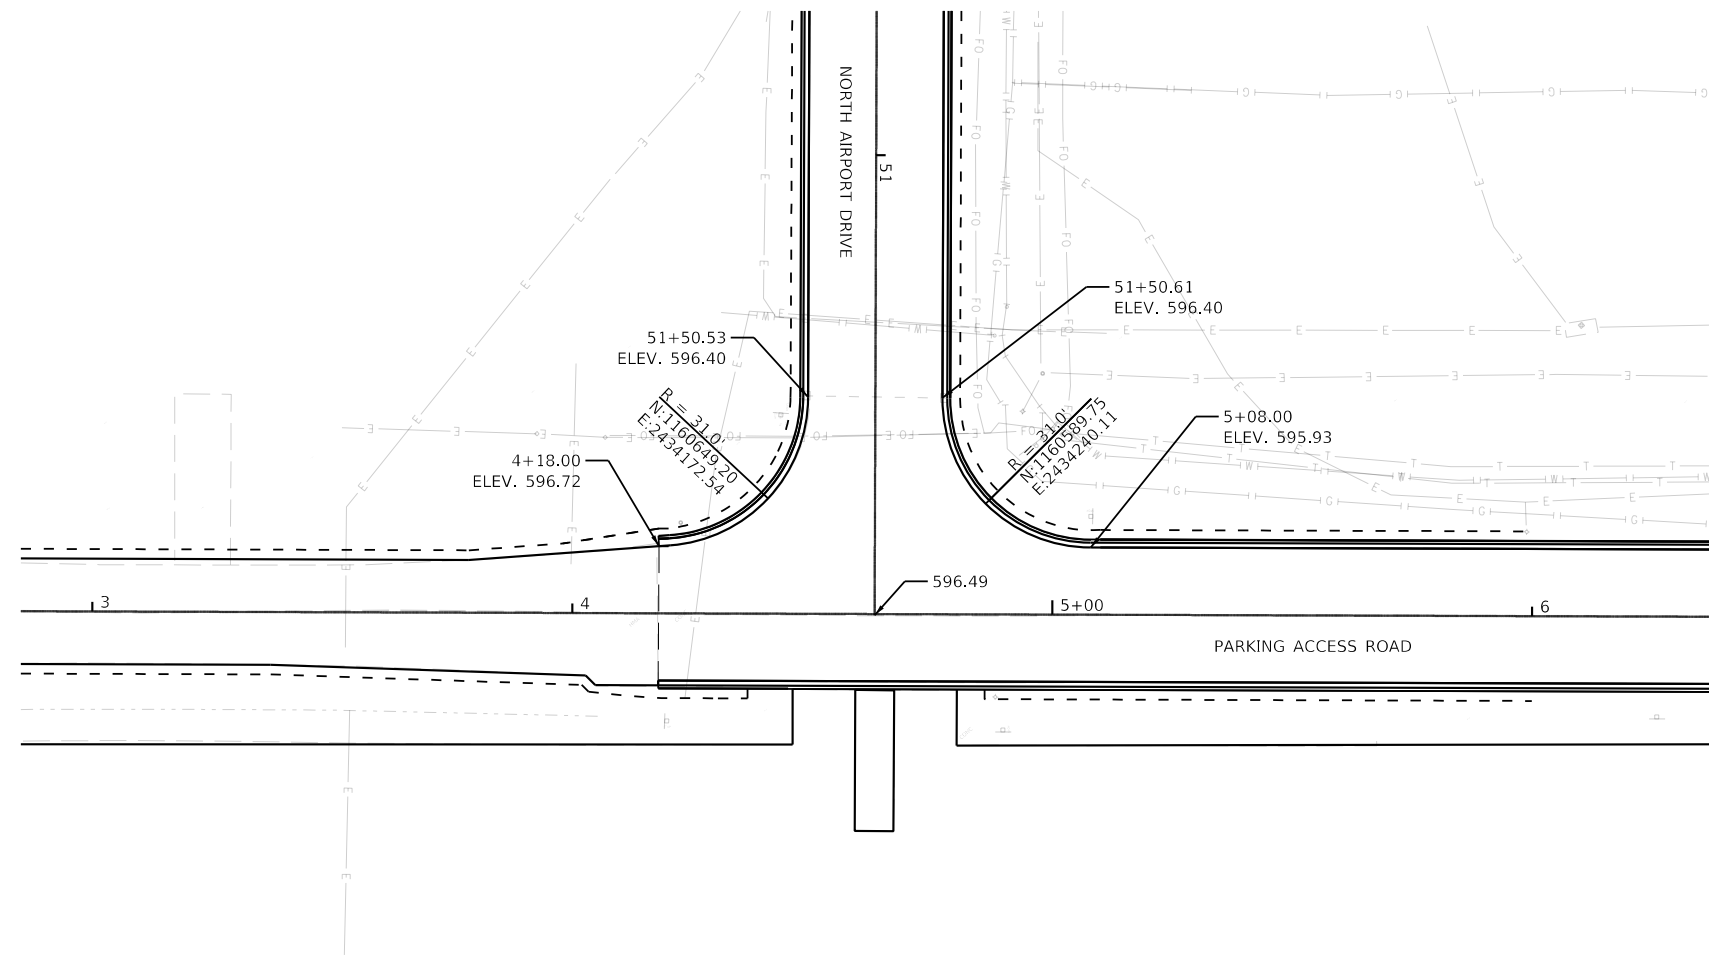 NORTH AIRPORT DRIVE
51
51+50.61
ELEV. 596.40
51+50.53
ELEV. 596.40
R = 31.0'
N:1160649.20
E:2434172.54
R = 31.0'
N:1160589.75
E:2434240.11
5+08.00
ELEV. 595.93
4+18.00
ELEV. 596.72
596.49
3
4
5+00
6
PARKING ACCESS ROAD